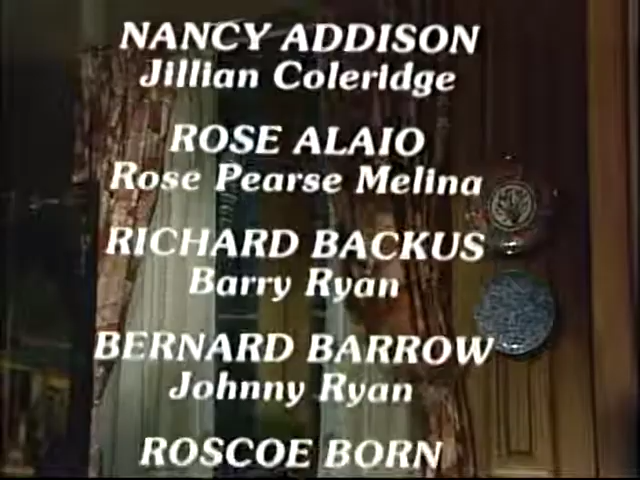 NANCY ADDISON
Jillian Coleridge
ROSE ALAIO
Rose Pearse Melina
RICHARD BACKUS
Barry Ryan
BERNARD BARROW
Johnny Ryan
ROSCOE BORN